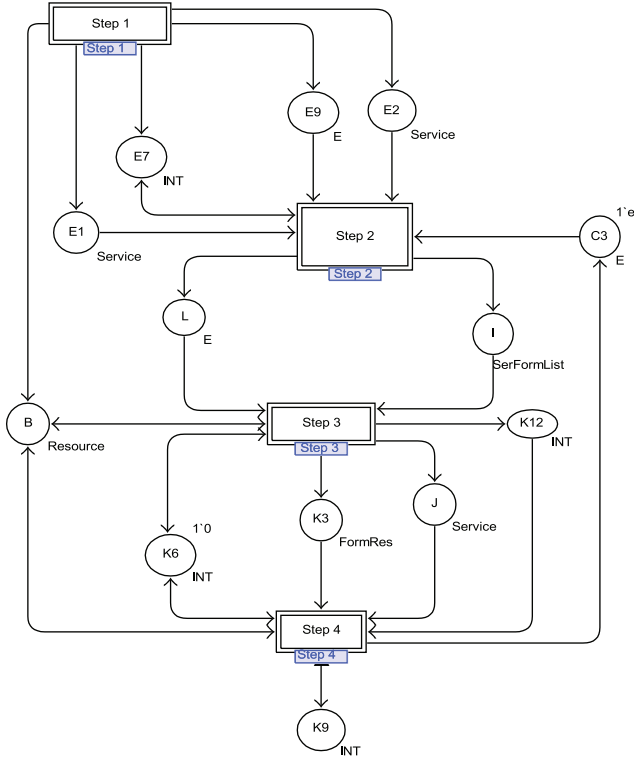 Step 1
Step 1
E9
E
E2
Service
E7
INT
E1
Service
Step 2
Step 2
1`e
C3
E
L
E
I
SerFormList
B
Resource
Step 3
Step 3
K12
INT
J
Service
K3
FormRes
1`0
K6
INT
Step 4
Step 4
K9
INT